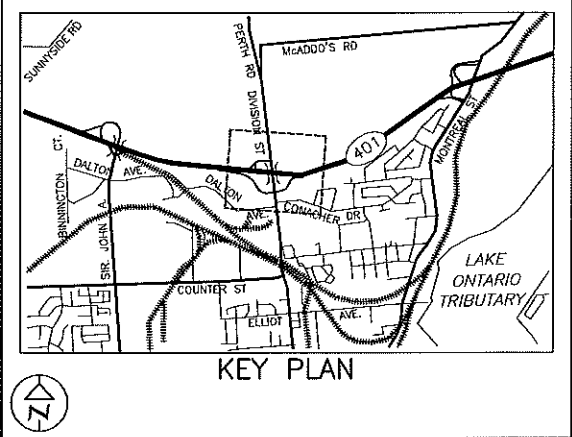 SUNNYSIDE RD
PERTH RD
DIVISION ST
McADDO'S RD
401
MONTREAL ST
BINNINGTON CT.
DALTON AVE.
DALTON AVE.
CONACHER DR
SIR JOHN A.
COUNTER ST
ELLIOT AVE.
LAKE
ONTARIO
TRIBUTARY
KEY PLAN
N